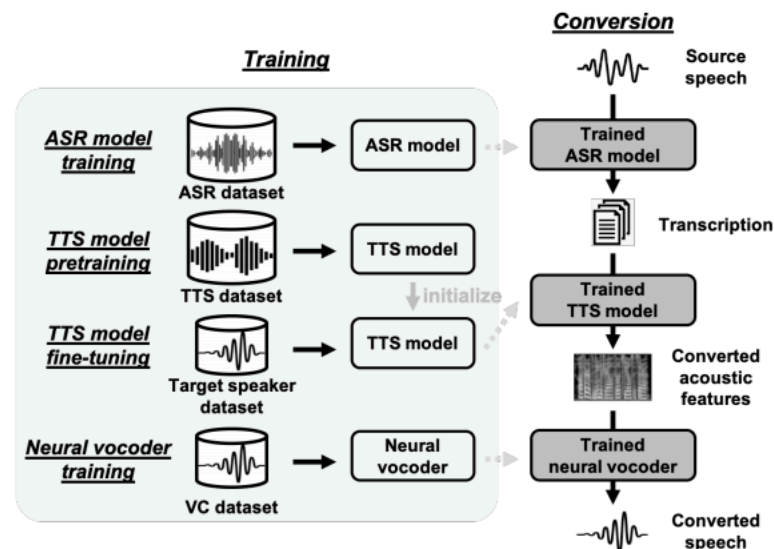 Training
ASR model
training
ASR dataset
ASR model
TTS model
pretraining
TTS dataset
TTS model
initialize
TTS model
fine-tuning
Target speaker
dataset
TTS model
Neural vocoder
training
VC dataset
Neural
vocoder
Conversion
Source
speech
Trained
ASR model
Transcription
Trained
TTS model
Converted
acoustic
features
Trained
neural vocoder
Converted
speech